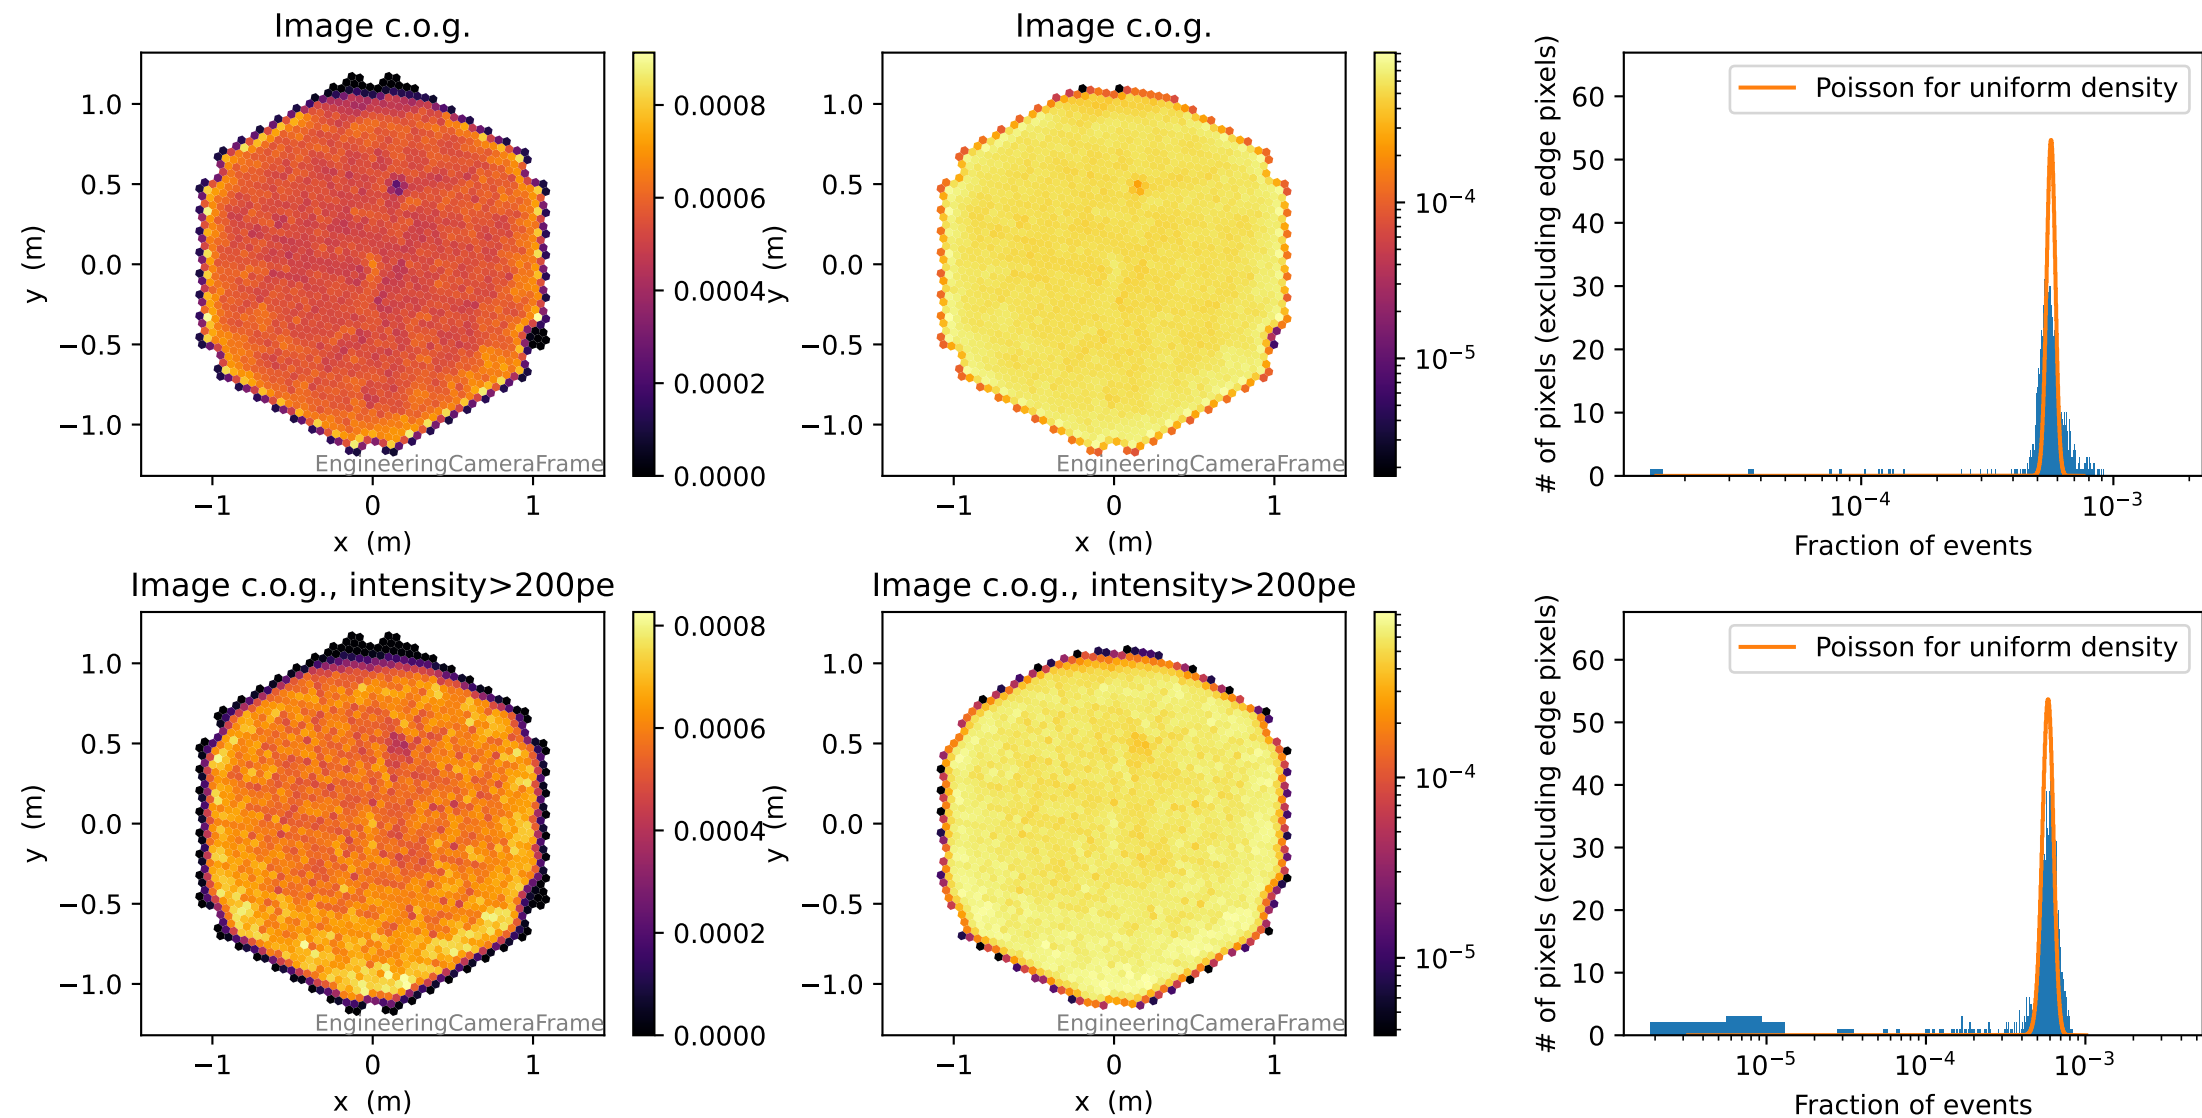 Image c.o.g.
1.0
0.5
0.0
−0.5
−1.0
y (m)
−1
0
1
x (m)
EngineeringCameraFrame
0.0008
0.0006
0.0004
0.0002
0.0000
Image c.o.g.
1.0
0.5
0.0
−0.5
−1.0
y (m)
−1
0
1
x (m)
EngineeringCameraFrame
10⁻⁴
10⁻⁵
# of pixels (excluding edge pixels)
60
50
40
30
20
10
0
Poisson for uniform density
10⁻⁴
10⁻³
Fraction of events
Image c.o.g., intensity>200pe
1.0
0.5
0.0
−0.5
−1.0
y (m)
−1
0
1
x (m)
EngineeringCameraFrame
0.0008
0.0006
0.0004
0.0002
0.0000
Image c.o.g., intensity>200pe
1.0
0.5
0.0
−0.5
−1.0
y (m)
−1
0
1
x (m)
EngineeringCameraFrame
10⁻⁴
10⁻⁵
# of pixels (excluding edge pixels)
60
50
40
30
20
10
0
Poisson for uniform density
10⁻⁵
10⁻⁴
10⁻³
Fraction of events